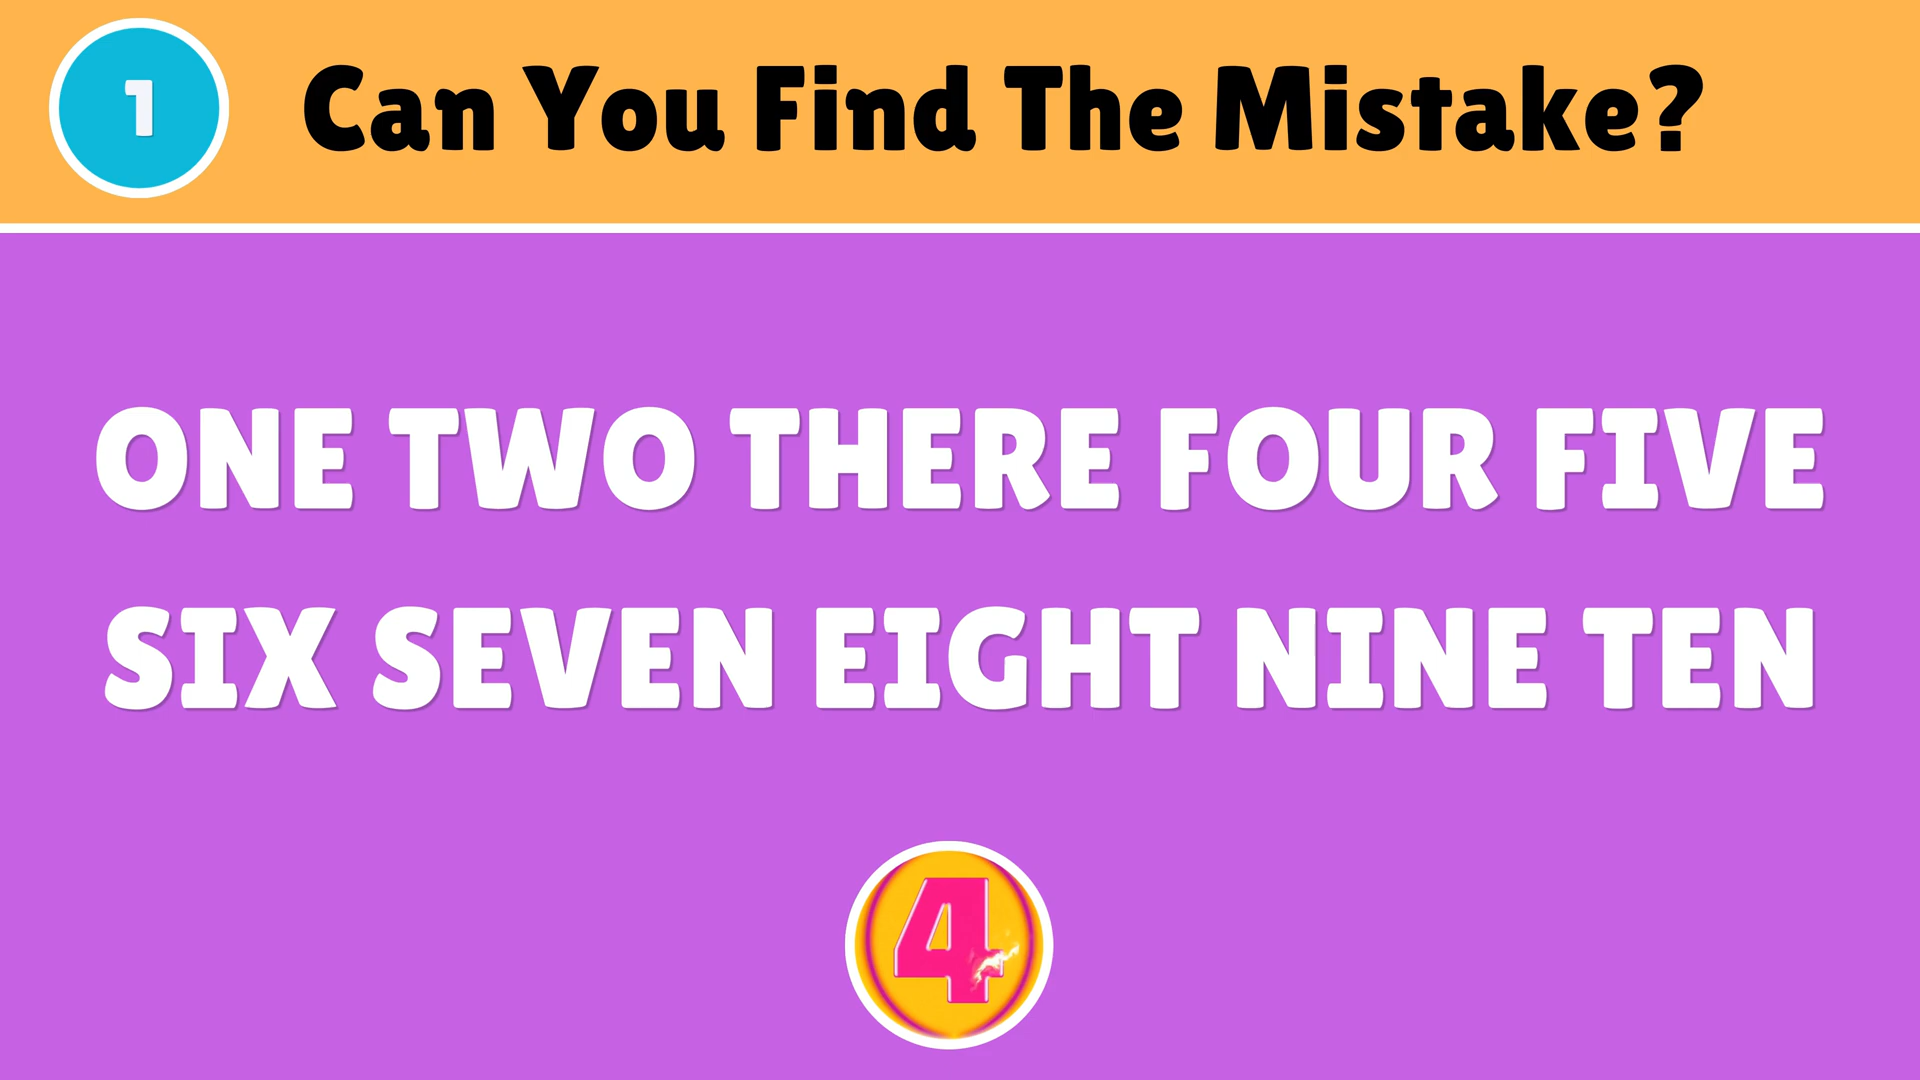 1
Can You Find The Mistake?
ONE TWO THERE FOUR FIVE
SIX SEVEN EIGHT NINE TEN
4